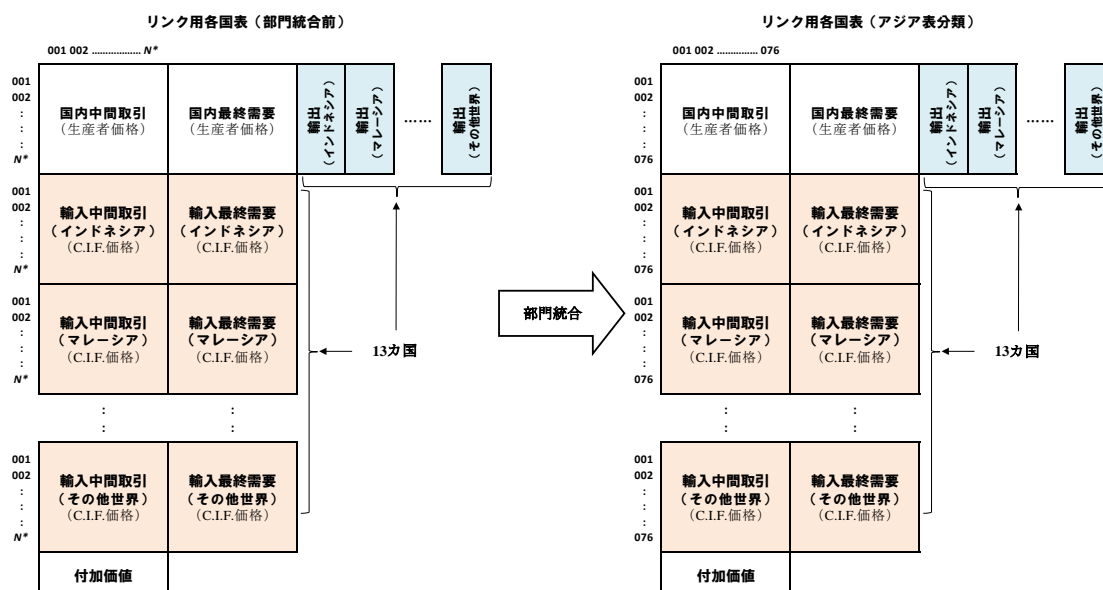 リンク用各国表（部門統合前）
001 002 ................. N*
001
002
:
:
:
N*
国内中間取引
（生産者価格）
国内最終需要
（生産者価格）
輸出
（インドネシア）
輸出
（マレーシア）
……
輸出
（その他世界）
001
002
:
:
:
:
N*
輸入中間取引
（インドネシア）
（C.I.F.価格）
輸入最終需要
（インドネシア）
（C.I.F.価格）
001
002
:
:
:
:
N*
輸入中間取引
（マレーシア）
（C.I.F.価格）
輸入最終需要
（マレーシア）
（C.I.F.価格）
13カ国
:
:
:
:
001
002
:
:
:
:
N*
輸入中間取引
（その他世界）
（C.I.F.価格）
輸入最終需要
（その他世界）
（C.I.F.価格）
付加価値
部門統合
リンク用各国表（アジア表分類）
001 002 ............... 076
001
002
:
:
:
076
国内中間取引
（生産者価格）
国内最終需要
（生産者価格）
輸出
（インドネシア）
輸出
（マレーシア）
……
輸出
（その他世界）
001
002
:
:
:
:
076
輸入中間取引
（インドネシア）
（C.I.F.価格）
輸入最終需要
（インドネシア）
（C.I.F.価格）
001
002
:
:
:
:
076
輸入中間取引
（マレーシア）
（C.I.F.価格）
輸入最終需要
（マレーシア）
（C.I.F.価格）
13カ国
:
:
:
:
001
002
:
:
:
:
076
輸入中間取引
（その他世界）
（C.I.F.価格）
輸入最終需要
（その他世界）
（C.I.F.価格）
付加価値